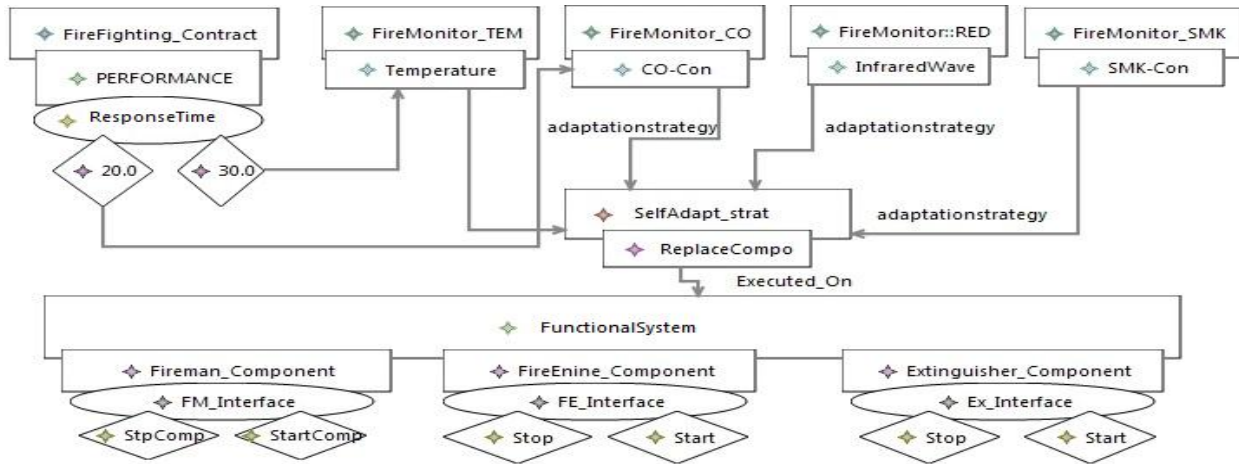 FireFighting_Contract
FireMonitor_TEM
FireMonitor_CO
FireMonitor::RED
FireMonitor_SMK
PERFORMANCE
Temperature
CO-Con
InfraredWave
SMK-Con
ResponseTime
adaptationstrategy
adaptationstrategy
20.0
30.0
SelfAdapt_strat
adaptationstrategy
ReplaceCompo
Executed_On
FunctionalSystem
Fireman_Component
FireEnine_Component
Extinguisher_Component
FM_Interface
FE_Interface
Ex_Interface
StpComp
StartComp
Stop
Start
Stop
Start